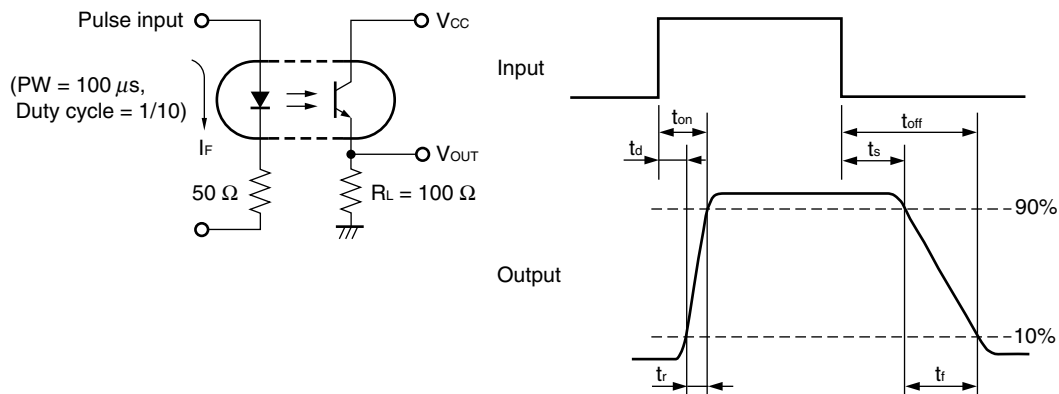 Pulse input
VCC
(PW = 100 μs,
Duty cycle = 1/10)
IF
VOUT
50 Ω
RL = 100 Ω
Input
ton
toff
td
ts
90%
Output
10%
tr
tf